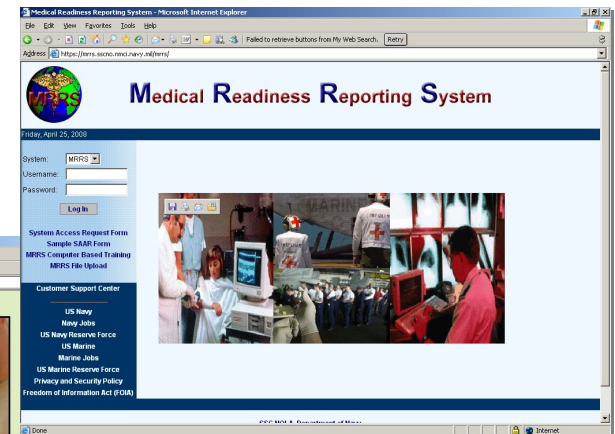 Medical Readiness Reporting System - Microsoft Internet Explorer
File Edit View Favorites Tools Help
Failed to retrieve buttons from My Web Search. Retry
Address https://mrrs.sscno.nmci.navy.mil/mrrs/
MRRS
Medical Readiness Reporting System
Friday, April 25, 2008
System: MRRS
Username:
Password:
Log In
System Access Request Form
Sample SAAR Form
MRRS Computer Based Training
MRRS File Upload
Customer Support Center
US Navy
Navy Jobs
US Navy Reserve Force
US Marine
Marine Jobs
US Marine Reserve Force
Privacy and Security Policy
Freedom of Information Act (FOIA)
MARINE
Done
Internet